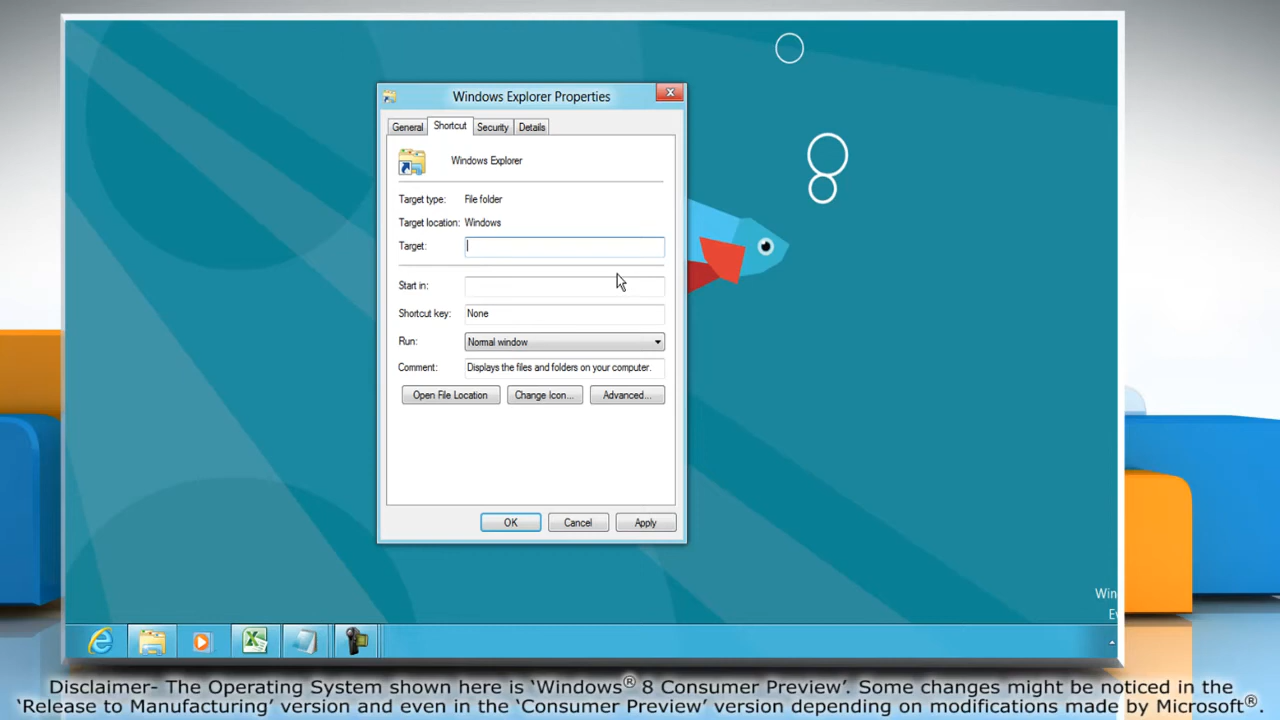 Windows Explorer Properties
General Shortcut Security Details
Windows Explorer
Target type: File folder
Target location: Windows
Target:
Start in:
Shortcut key: None
Run: Normal window
Comment: Displays the files and folders on your computer.
Open File Location Change Icon... Advanced...
OK Cancel Apply
Win
Ev
Disclaimer- The Operating System shown here is ‘Windows® 8 Consumer Preview’. Some changes might be noticed in the
‘Release to Manufacturing’ version and even in the ‘Consumer Preview’ version depending on modifications made by Microsoft®.